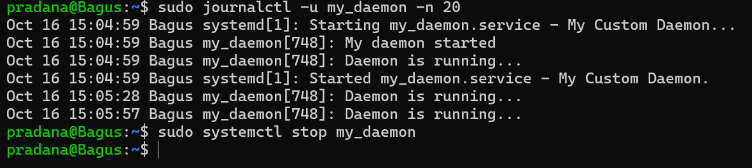 pradana@Bagus:~$ sudo journalctl -u my_daemon -n 20
Oct 16 15:04:59 Bagus systemd[1]: Starting my_daemon.service - My Custom Daemon...
Oct 16 15:04:59 Bagus my_daemon[748]: My daemon started
Oct 16 15:04:59 Bagus my_daemon[748]: Daemon is running...
Oct 16 15:04:59 Bagus systemd[1]: Started my_daemon.service - My Custom Daemon.
Oct 16 15:05:28 Bagus my_daemon[748]: Daemon is running...
Oct 16 15:05:57 Bagus my_daemon[748]: Daemon is running...
pradana@Bagus:~$ sudo systemctl stop my_daemon
pradana@Bagus:~$